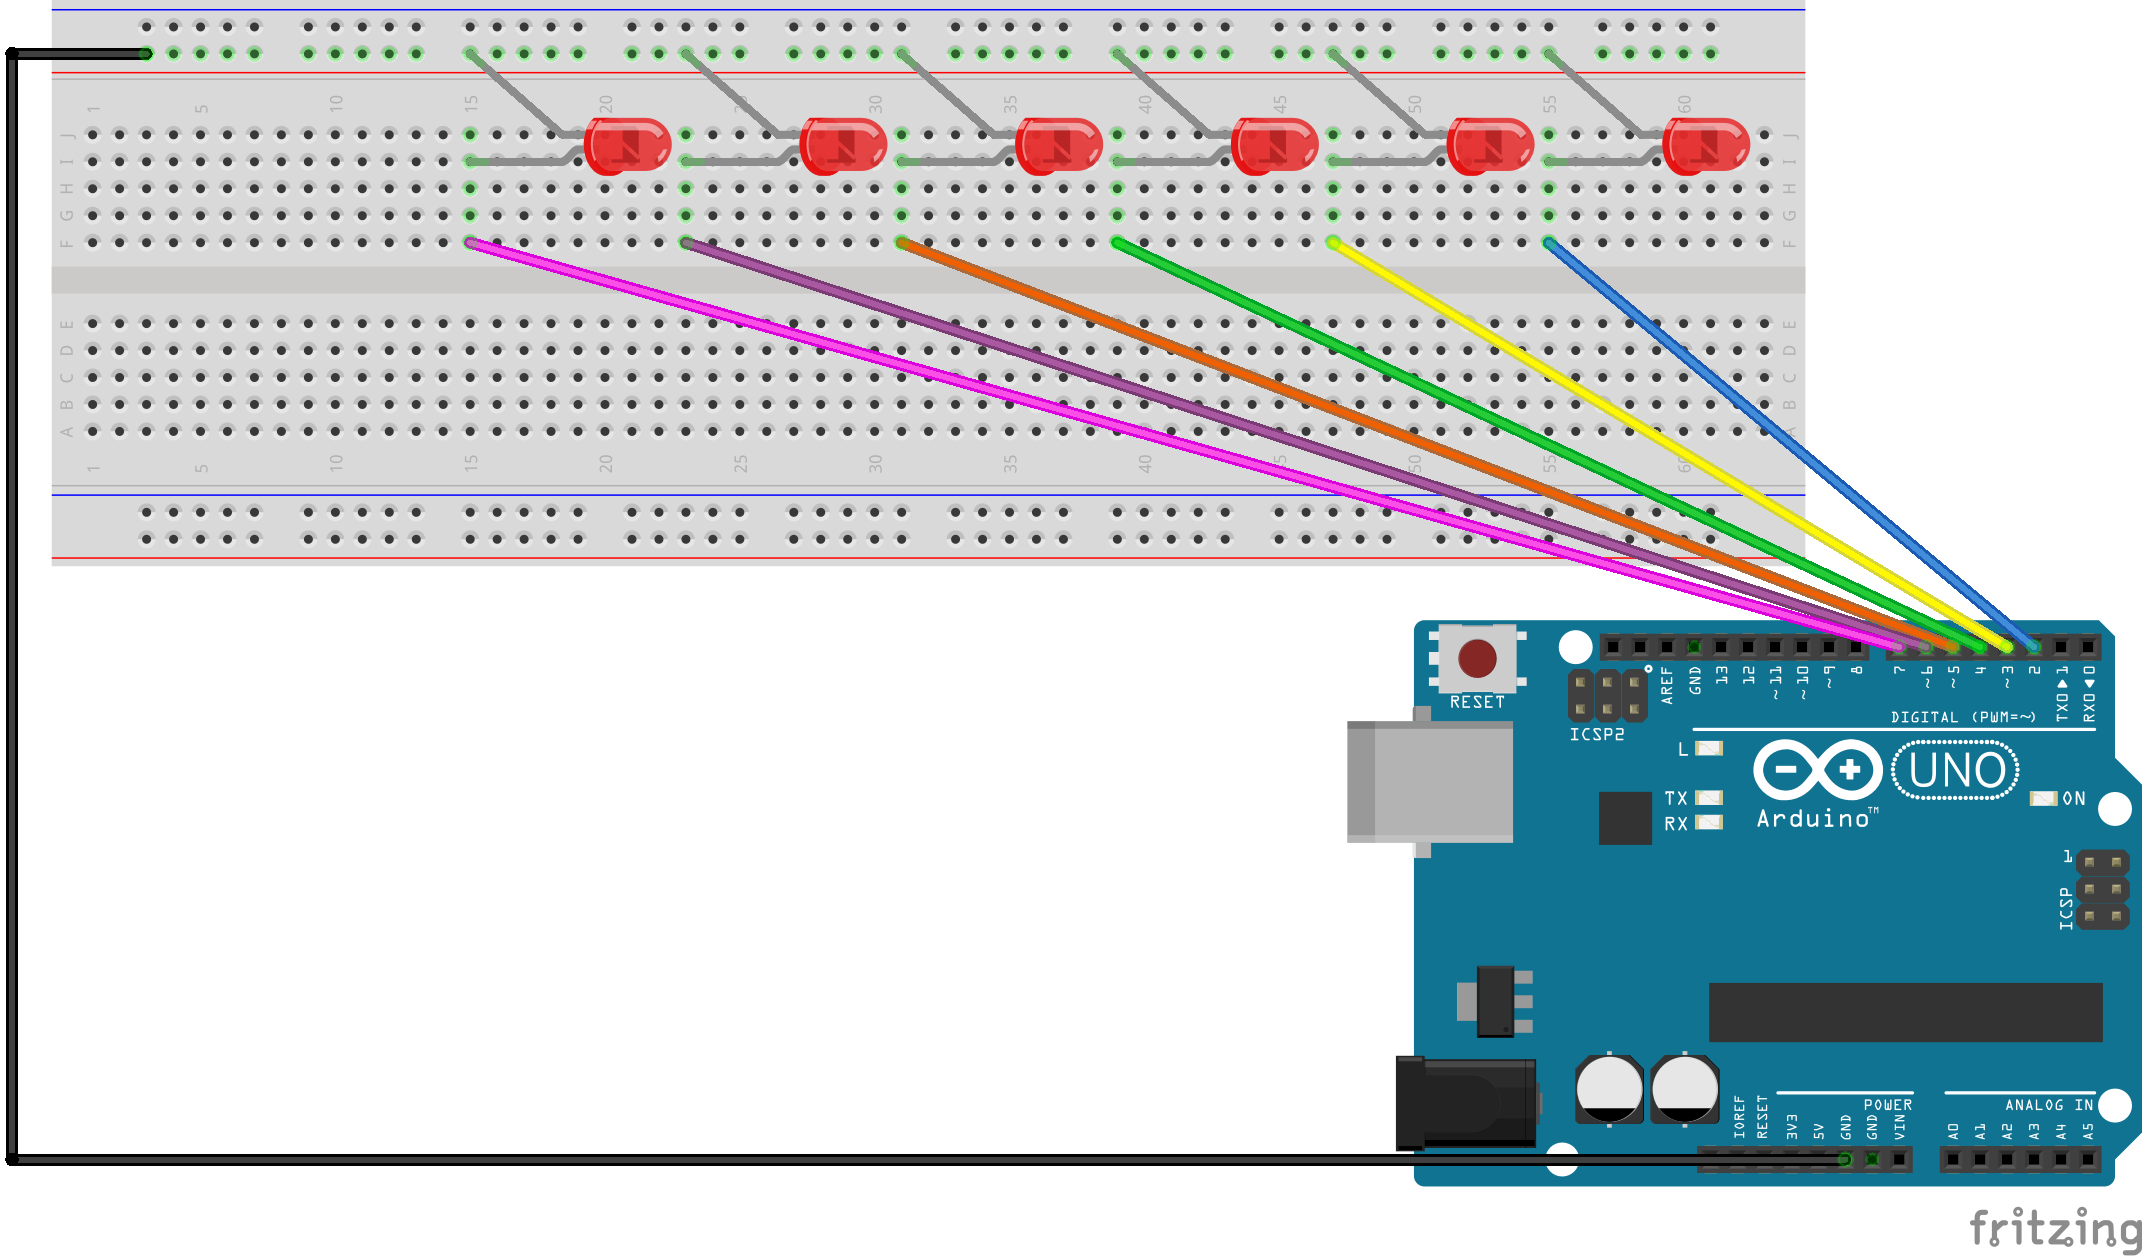 1 5 10 15 20 25 30 35 40 45 50 55 60
J J
I I
H H
G G
F F
E E
D D
C C
B B
A A
1 5 10 15 20 25 30 35 40 45 50 55 60
RESET
AREF GND 13 12 ~11 ~10 ~9 8 7 ~6 ~5 4 ~3 2 TX0▶1 RX0◀0
ICSP2
DIGITAL (PWM=~)
L
TX
RX
UNO
ON
Arduino™
1
ICSP
POWER
ANALOG IN
IOREF RESET 3V3 5V GND GND VIN A0 A1 A2 A3 A4 A5
fritzing